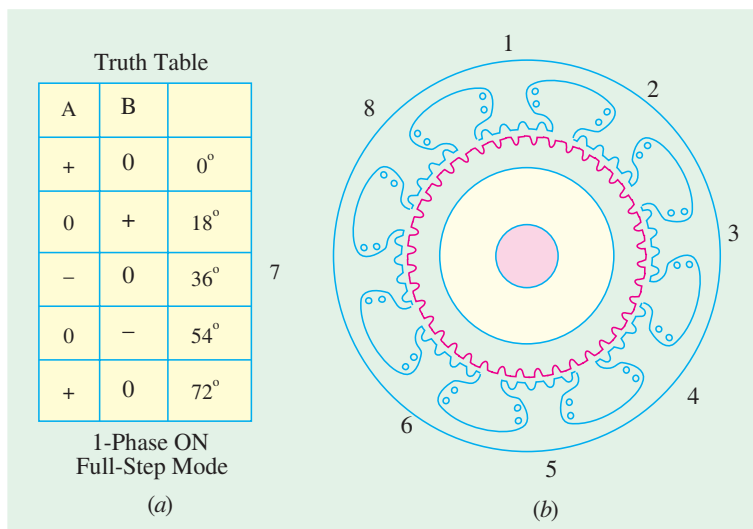 Truth Table
A B
+ 0 0°
0 + 18°
− 0 36°
0 − 54°
+ 0 72°
1-Phase ON
Full-Step Mode
(a)
1
2
3
4
5
6
7
8
(b)